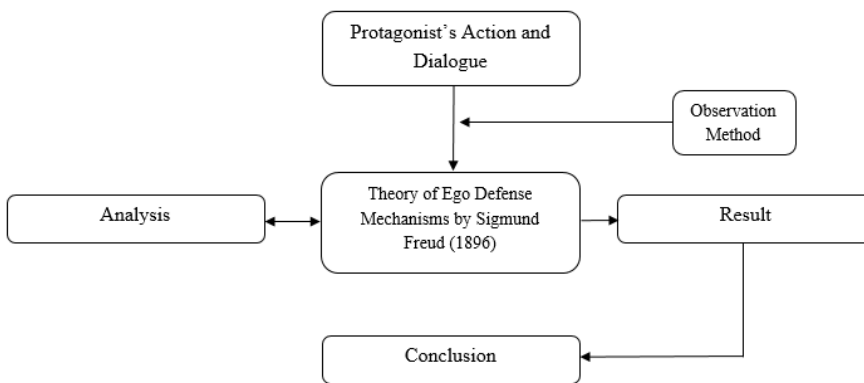 Protagonist’s Action and
Dialogue
Observation
Method
Theory of Ego Defense
Mechanisms by Sigmund
Freud (1896)
Analysis
Result
Conclusion